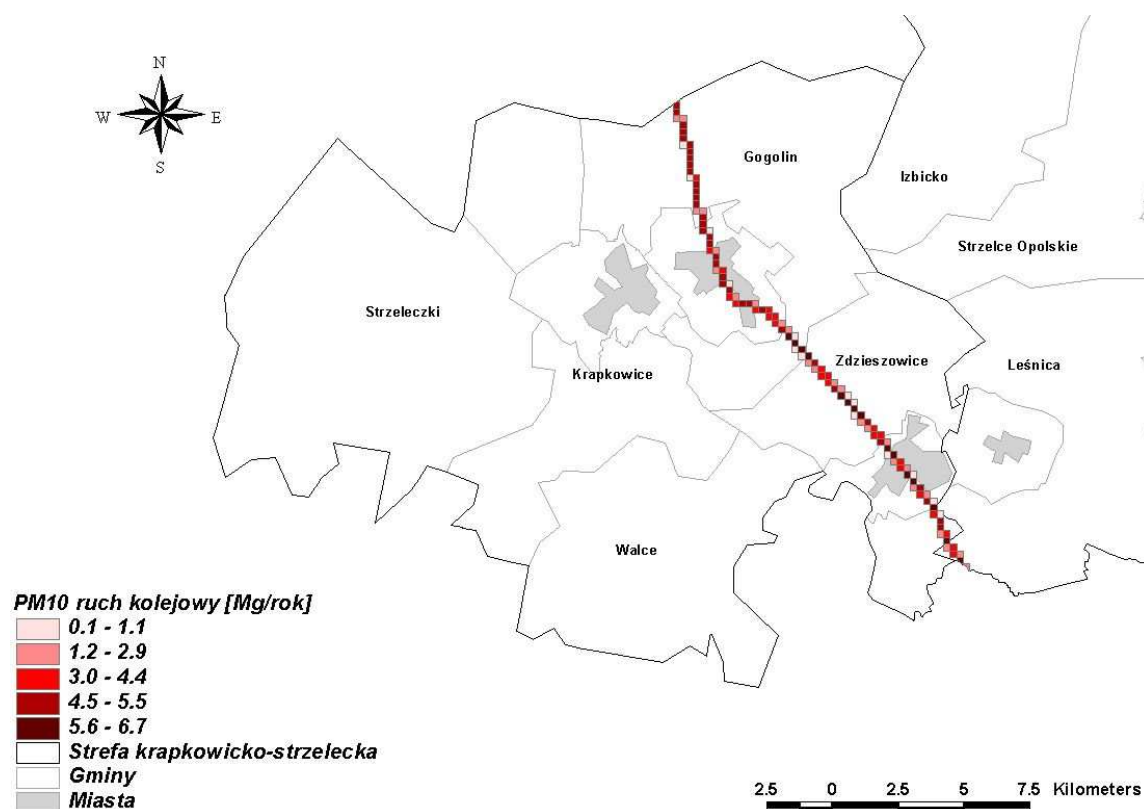 N
W E
S
Gogolin
Izbicko
Strzelce Opolskie
Strzeleczki
Zdzieszowice
Leśnica
Krapkowice
Walce
PM10 ruch kolejowy [Mg/rok]
0.1 - 1.1
1.2 - 2.9
3.0 - 4.4
4.5 - 5.5
5.6 - 6.7
Strefa krapkowicko-strzelecka
Gminy
Miasta
2.5 0 2.5 5 7.5 Kilometers